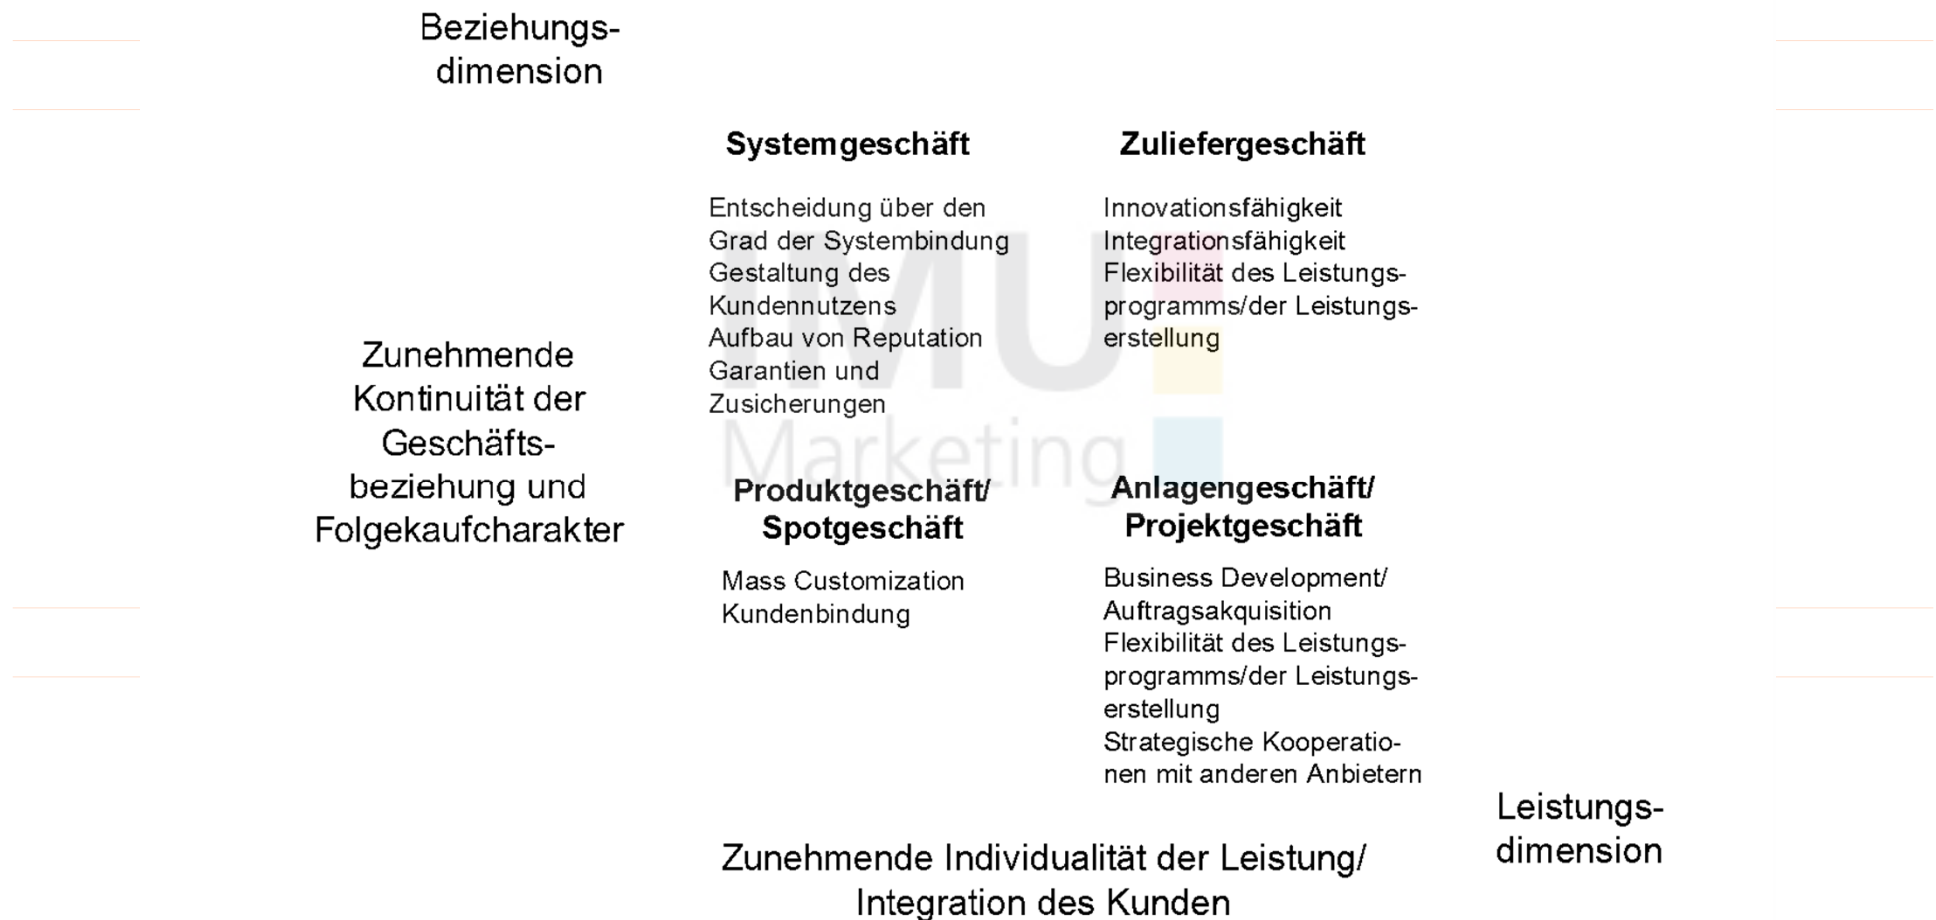 Beziehungs-
dimension
Systemgeschäft
Entscheidung über den
Grad der Systembindung
Gestaltung des
Kundennutzens
Aufbau von Reputation
Garantien und
Zusicherungen
Zuliefergeschäft
Innovationsfähigkeit
Integrationsfähigkeit
Flexibilität des Leistungs-
programms/der Leistungs-
erstellung
Zunehmende
Kontinuität der
Geschäfts-
beziehung und
Folgekaufcharakter
IMU
Marketing
Produktgeschäft/
Spotgeschäft
Mass Customization
Kundenbindung
Anlagengeschäft/
Projektgeschäft
Business Development/
Auftragsakquisition
Flexibilität des Leistungs-
programms/der Leistungs-
erstellung
Strategische Kooperatio-
nen mit anderen Anbietern
Leistungs-
dimension
Zunehmende Individualität der Leistung/
Integration des Kunden